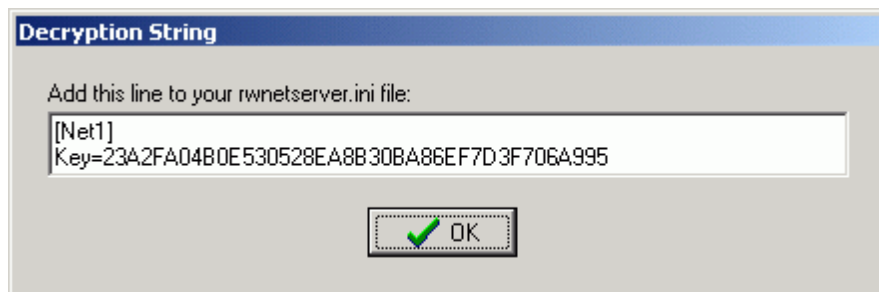 Decryption String
Add this line to your rwnetserver.ini file:
[Net1]
Key=23A2FA04B0E530528EA8B30BA86EF7D3F706A995
OK